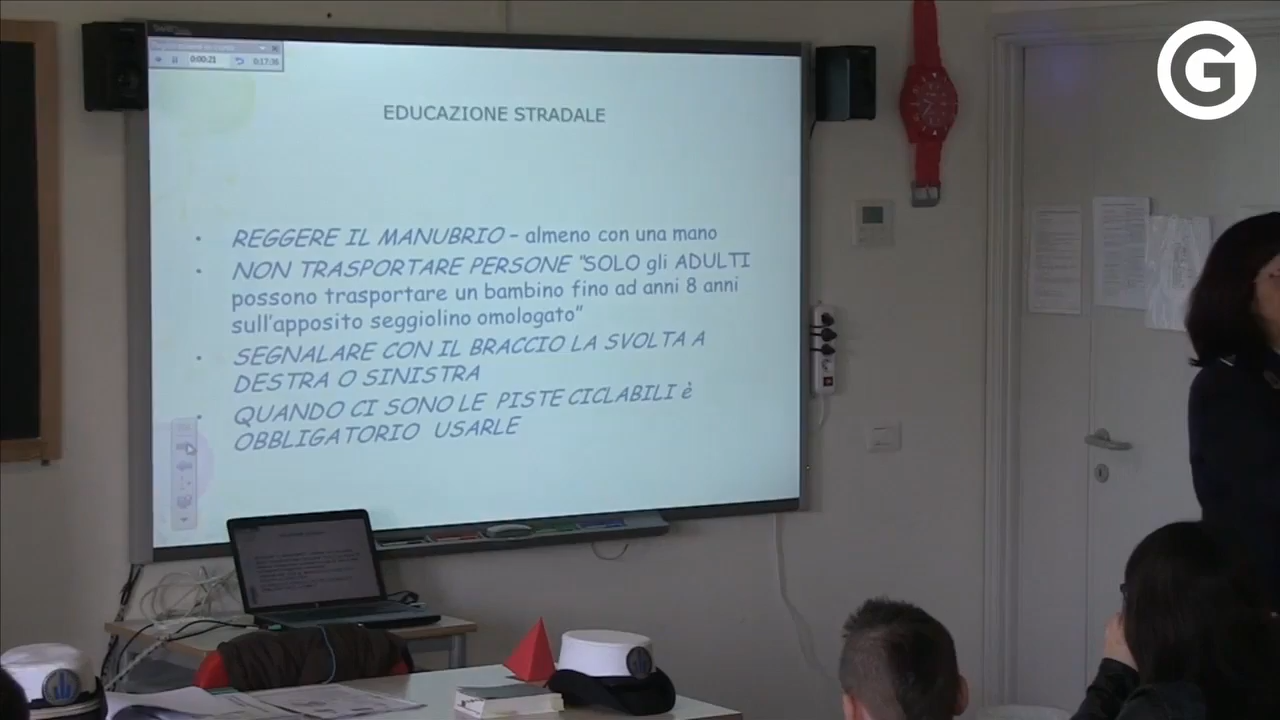 0:00:21
0:17:36
G
EDUCAZIONE STRADALE
REGGERE IL MANUBRIO – almeno con una mano
NON TRASPORTARE PERSONE “SOLO gli ADULTI
possono trasportare un bambino fino ad anni 8 anni
sull'apposito seggiolino omologato”
SEGNALARE CON IL BRACCIO LA SVOLTA A
DESTRA O SINISTRA
QUANDO CI SONO LE PISTE CICLABILI è
OBBLIGATORIO USARLE